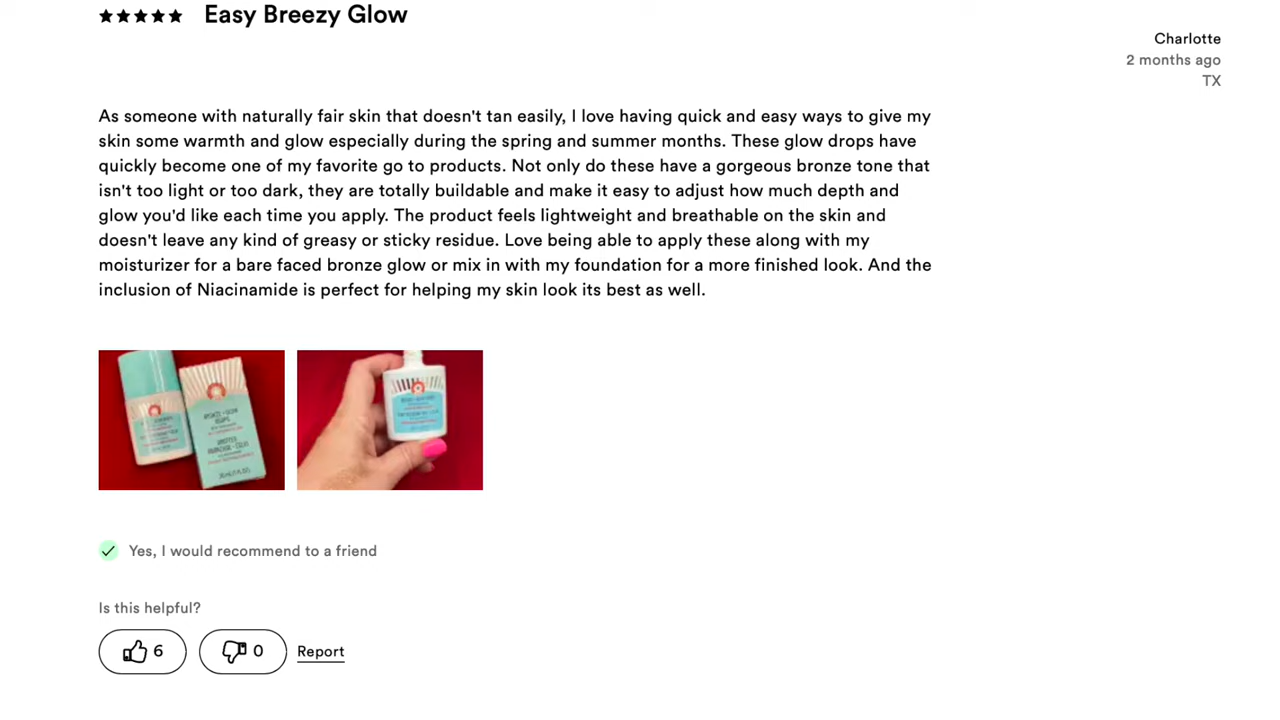 Easy Breezy Glow
Charlotte
2 months ago
TX
As someone with naturally fair skin that doesn't tan easily, I love having quick and easy ways to give my
skin some warmth and glow especially during the spring and summer months. These glow drops have
quickly become one of my favorite go to products. Not only do these have a gorgeous bronze tone that
isn't too light or too dark, they are totally buildable and make it easy to adjust how much depth and
glow you'd like each time you apply. The product feels lightweight and breathable on the skin and
doesn't leave any kind of greasy or sticky residue. Love being able to apply these along with my
moisturizer for a bare faced bronze glow or mix in with my foundation for a more finished look. And the
inclusion of Niacinamide is perfect for helping my skin look its best as well.
Yes, I would recommend to a friend
Is this helpful?
6 0 Report